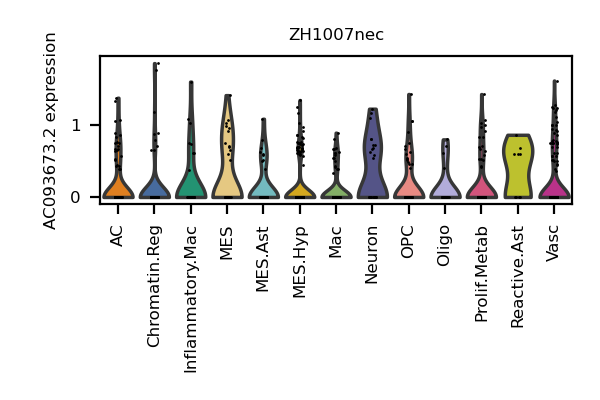 ZH1007nec
AC093673.2 expression
1
0
AC
Chromatin.Reg
Inflammatory.Mac
MES
MES.Ast
MES.Hyp
Mac
Neuron
OPC
Oligo
Prolif.Metab
Reactive.Ast
Vasc